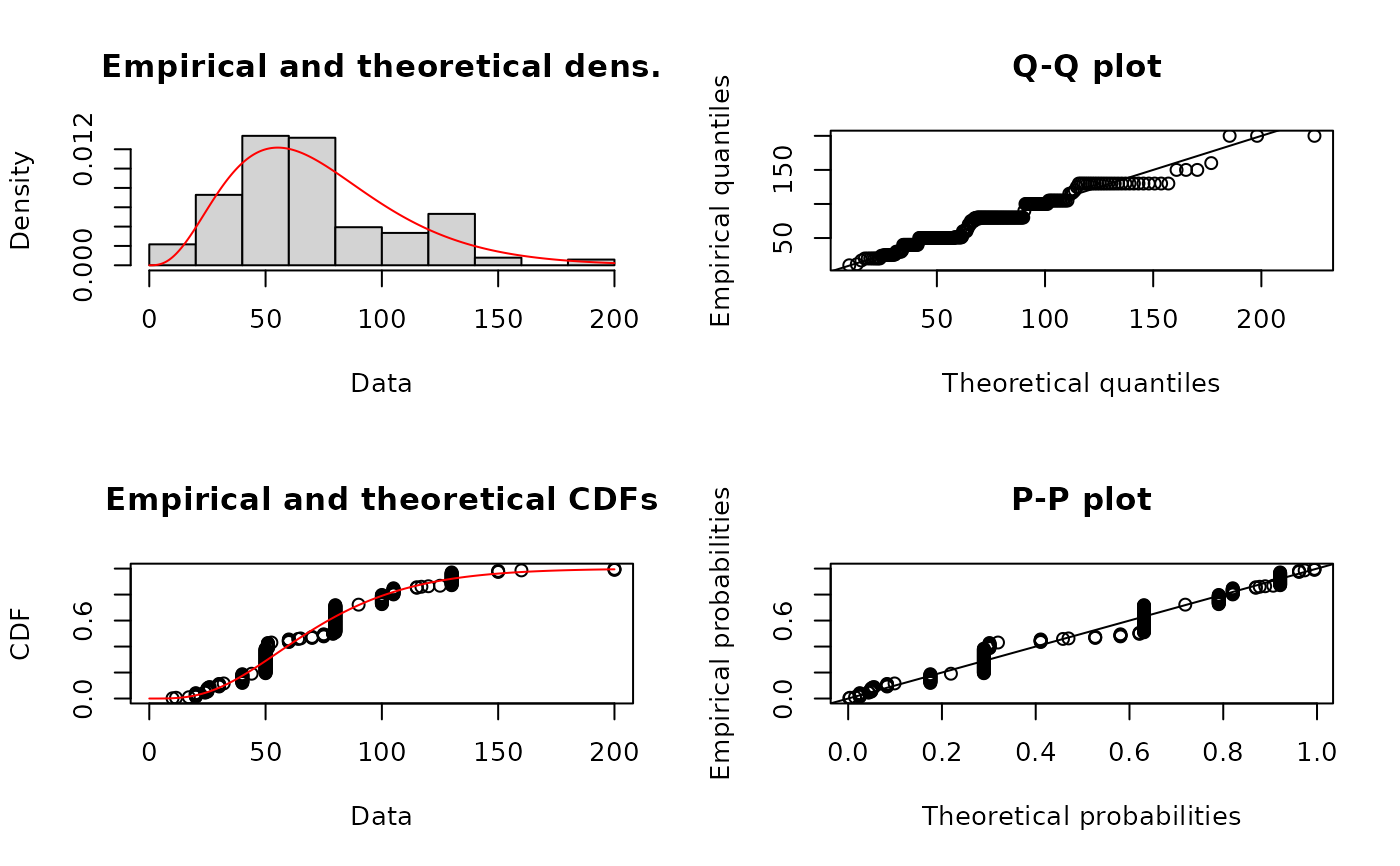 Empirical and theoretical dens.
Density
0.000 0.012
0 50 100 150 200
Data
Q-Q plot
Empirical quantiles
50 150
50 100 150 200
Theoretical quantiles
Empirical and theoretical CDFs
CDF
0.0 0.6
0 50 100 150 200
Data
P-P plot
Empirical probabilities
0.0 0.6
0.0 0.2 0.4 0.6 0.8 1.0
Theoretical probabilities